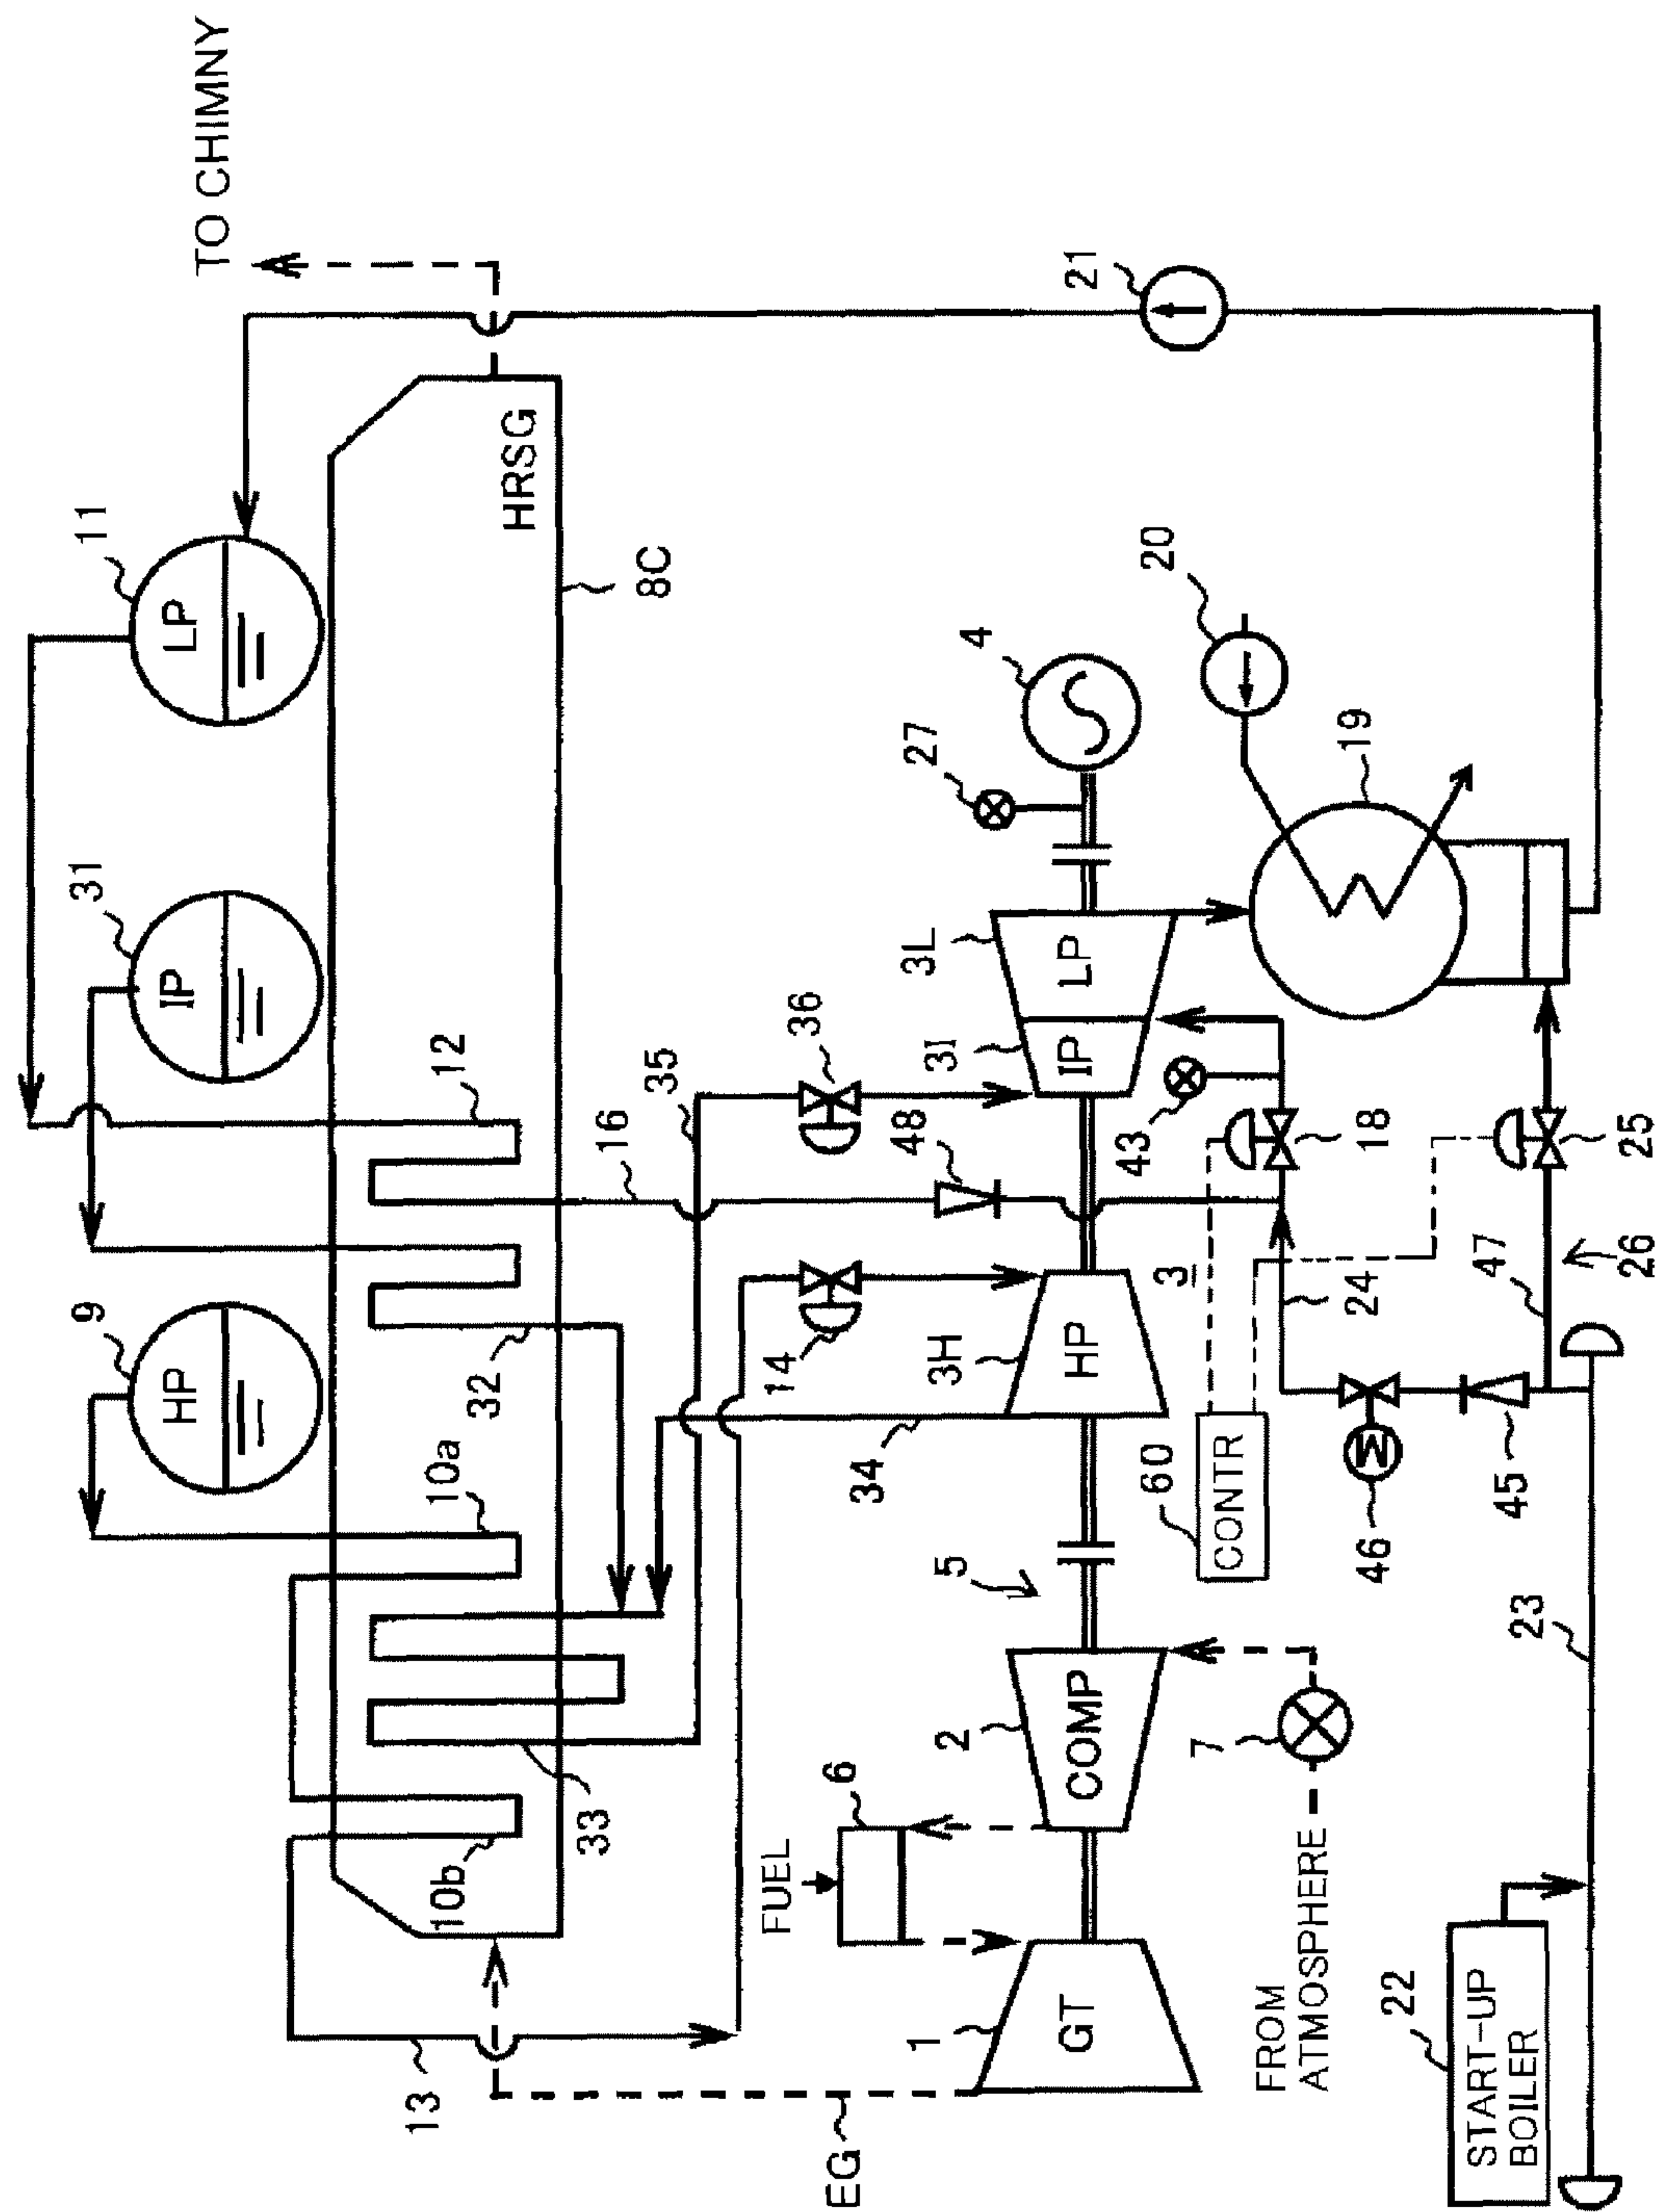 TO CHIMNY
11
LP
31
IP
9
HP
HRSG
8C
12
10a
32
10b
33
13
EG
21
16
35
36
48
14
34
20
4
27
3L
LP
3I
IP
3H
HP
5
2
COMP
6
FUEL
1
GT
19
43
18
25
3
24
47
26
60
CONTR
46
45
23
7
FROM
ATMOSPHERE
22
START-UP
BOILER
M